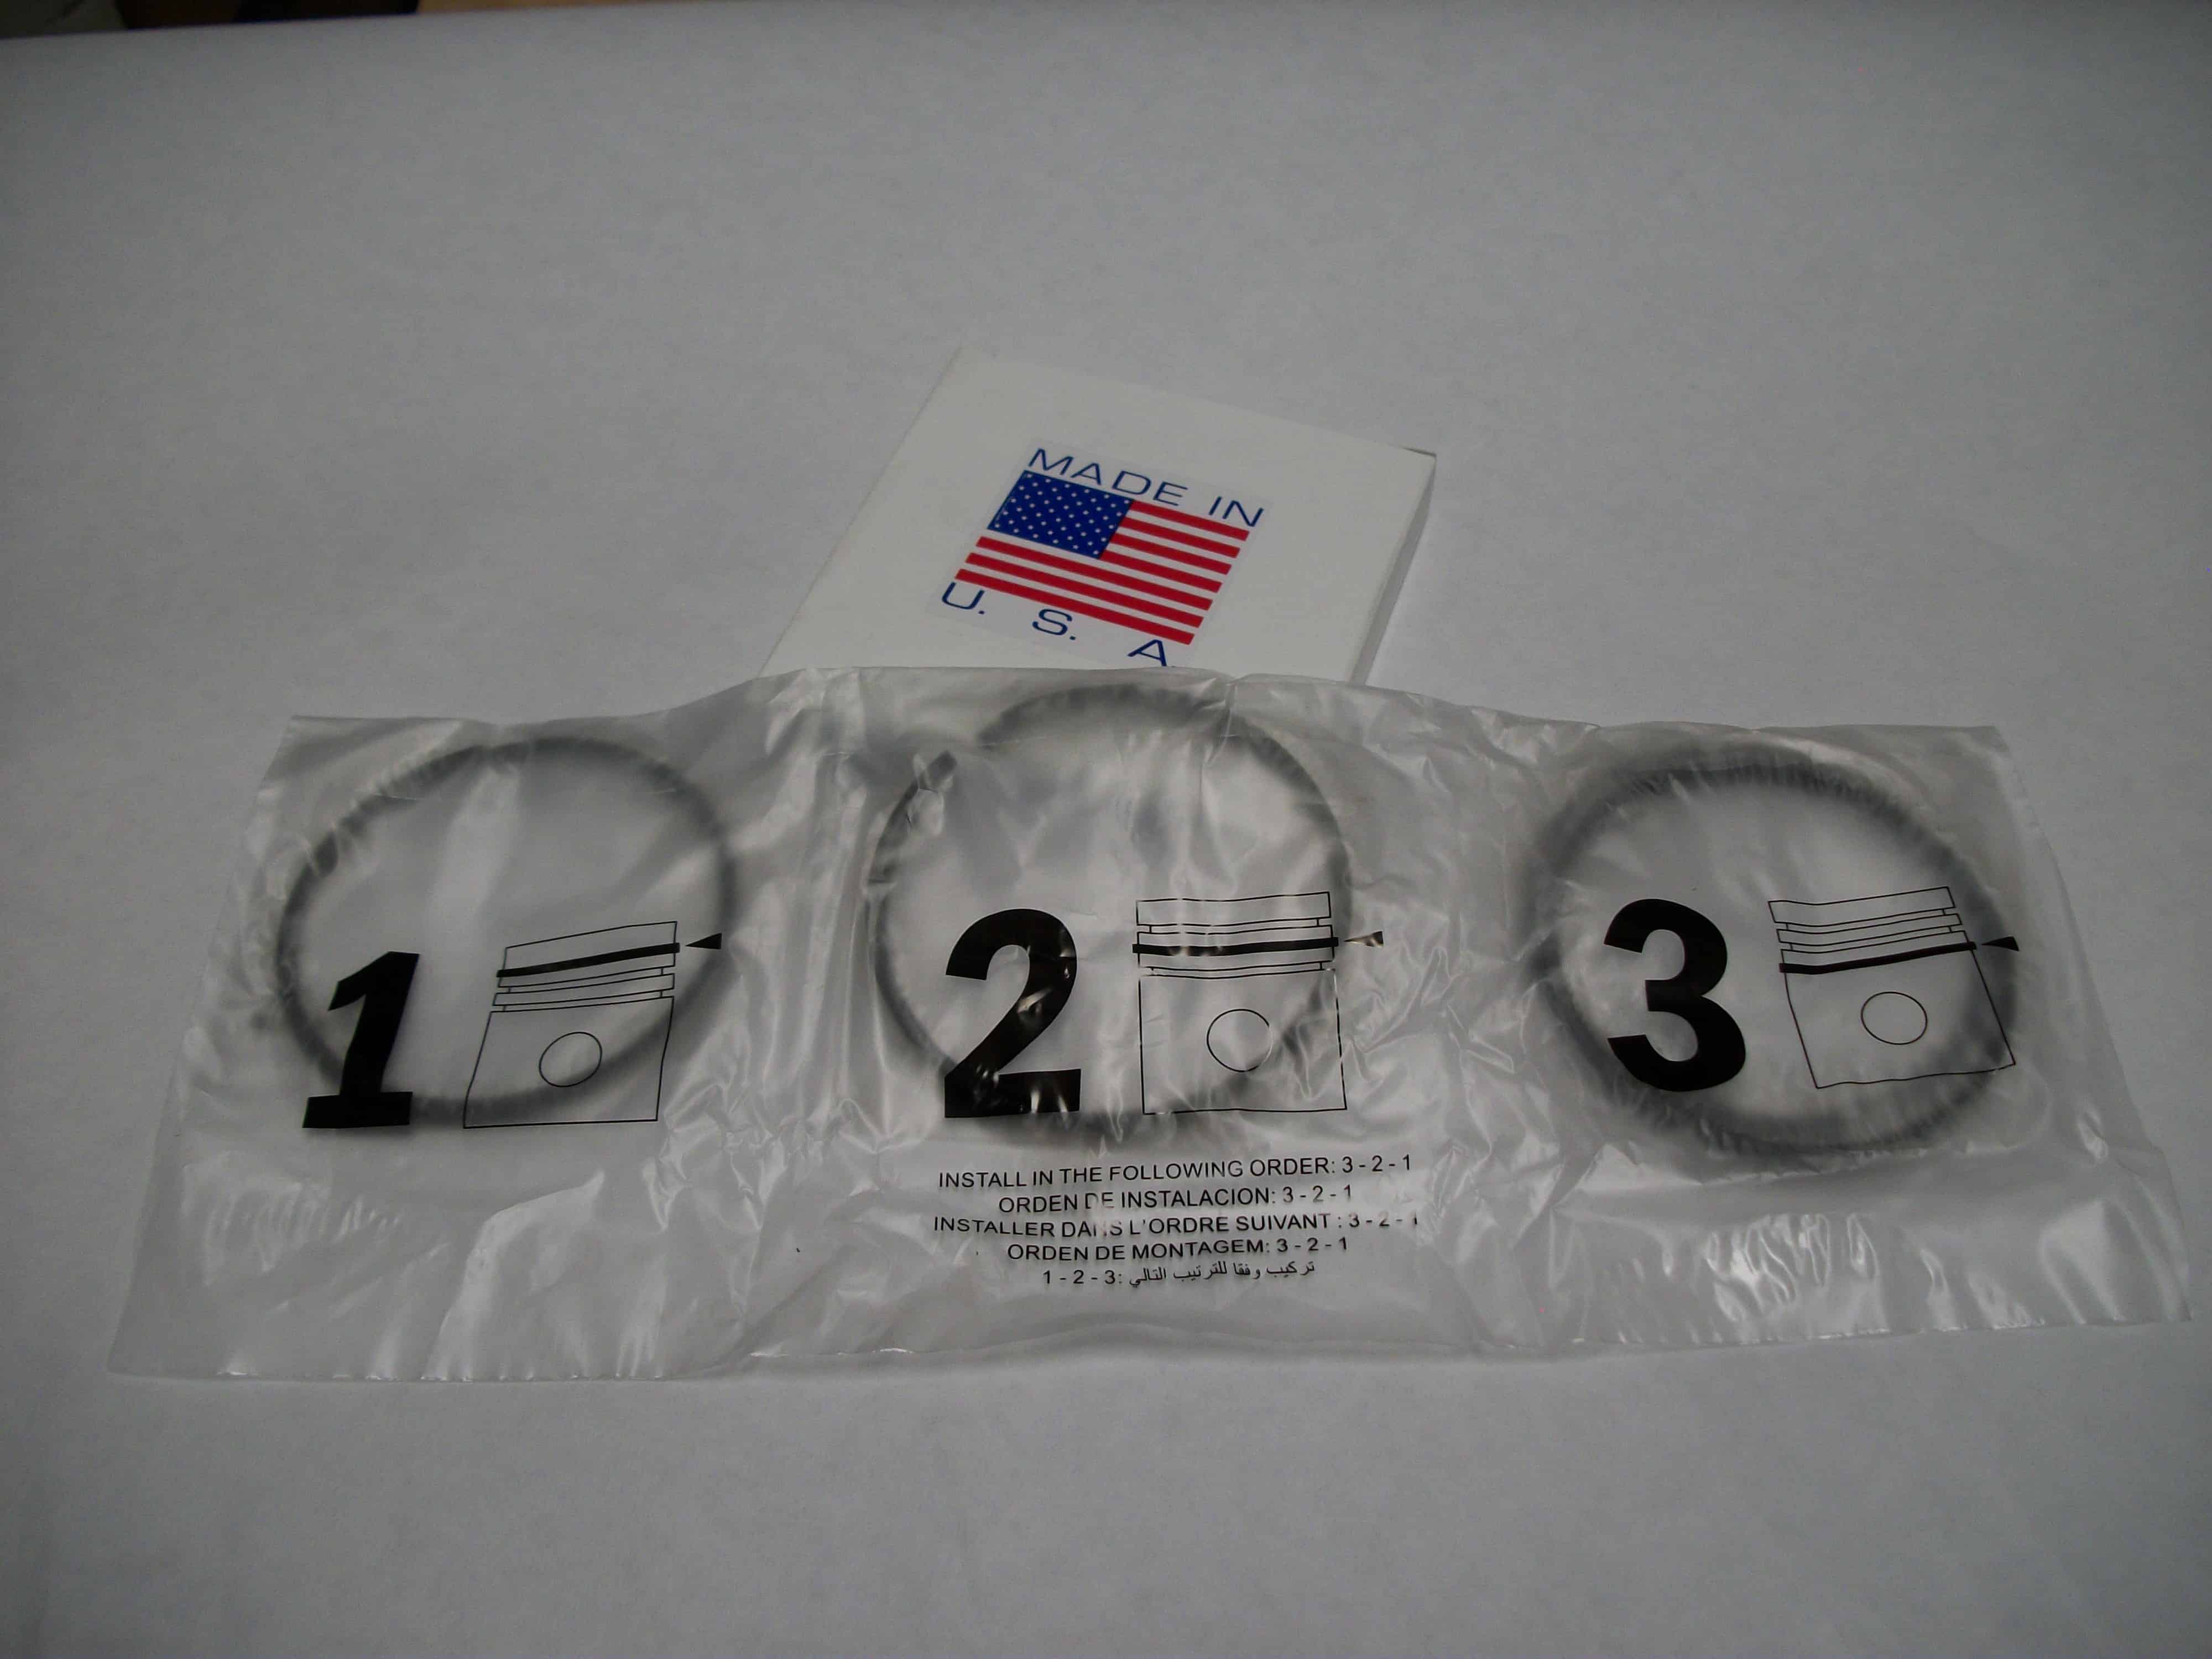 MADE IN
U. S. A
1 2 3
INSTALL IN THE FOLLOWING ORDER: 3 - 2 - 1
ORDEN DE INSTALACION: 3 - 2 - 1
INSTALLER DANS L'ORDRE SUIVANT : 3 - 2 - 1
ORDEN DE MONTAGEM: 3 - 2 - 1
تركيب وفقا للترتيب التالي :3 - 2 - 1